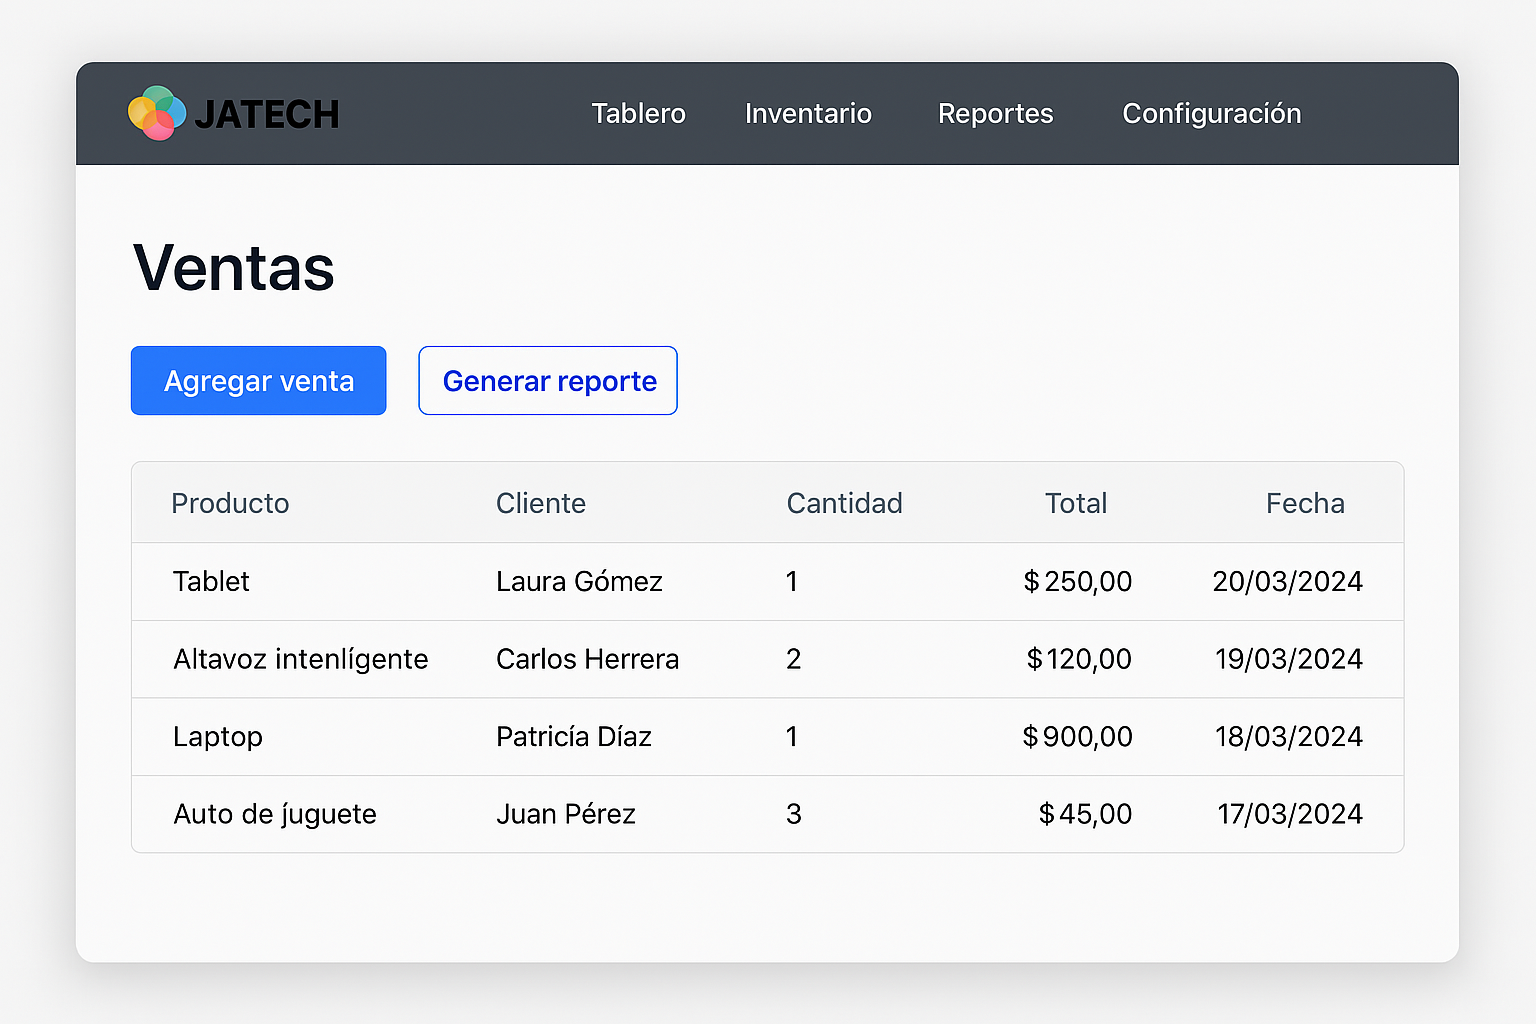 JATECH Tablero Inventario Reportes Configuracíón
Ventas
Agregar venta Generar reporte
Producto Cliente Cantidad Total Fecha
Tablet Laura Gómez 1 $250,00 20/03/2024
Altavoz intenlígente Carlos Herrera 2 $120,00 19/03/2024
Laptop Patricía Díaz 1 $900,00 18/03/2024
Auto de ȷ́uguete Juan Pérez 3 $45,00 17/03/2024